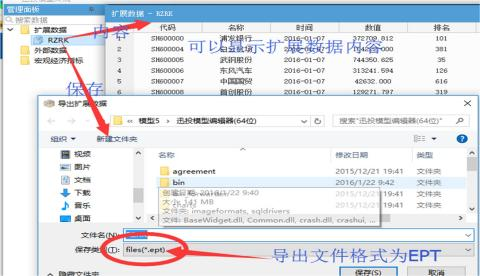 管理面板
扩展数据 - RZRK
搜索数据
代码 名称 时间 数值 排名
扩展数据
RZRK
外部数据
宏观经济指标
内容
可以显示扩展数据内容
保存
SH600000 浦发银行 2016-01-07 372709.812 101
SH600004 2016-01-07 386
SH600005 武钢股份 2016-01-07 744350.625 35
SH600006 东风汽车 2016-01-07 313241.594 126
SH600007 中国国贸 2016-01-07 42632.000 616
SH600008 首创股份 2016-01-07 129271.797 319
导出扩展数据
模型5 > 迅投模型编辑器(64位)
搜索"迅投模型编辑器(64位)"
组织 新建文件夹
名称 修改日期 类型
视频
图片
文档
下载
音乐
桌面
agreement 2015/12/21 19:41 文件夹
bin 2016/1/22 9:42 文件夹
创建日期: 2016/1/22 9:40
大小: 141 MB
文件夹: imageformats, sqldrivers
文件: BaseWidget.dll, Common.dll, crash.dll, crashui, ...
2015/12/21 19:41 文件夹
文件夹
文件名(N):
保存类型(T): files(*.ept)
导出文件格式为EPT
隐藏文件夹
保存(S) 取消